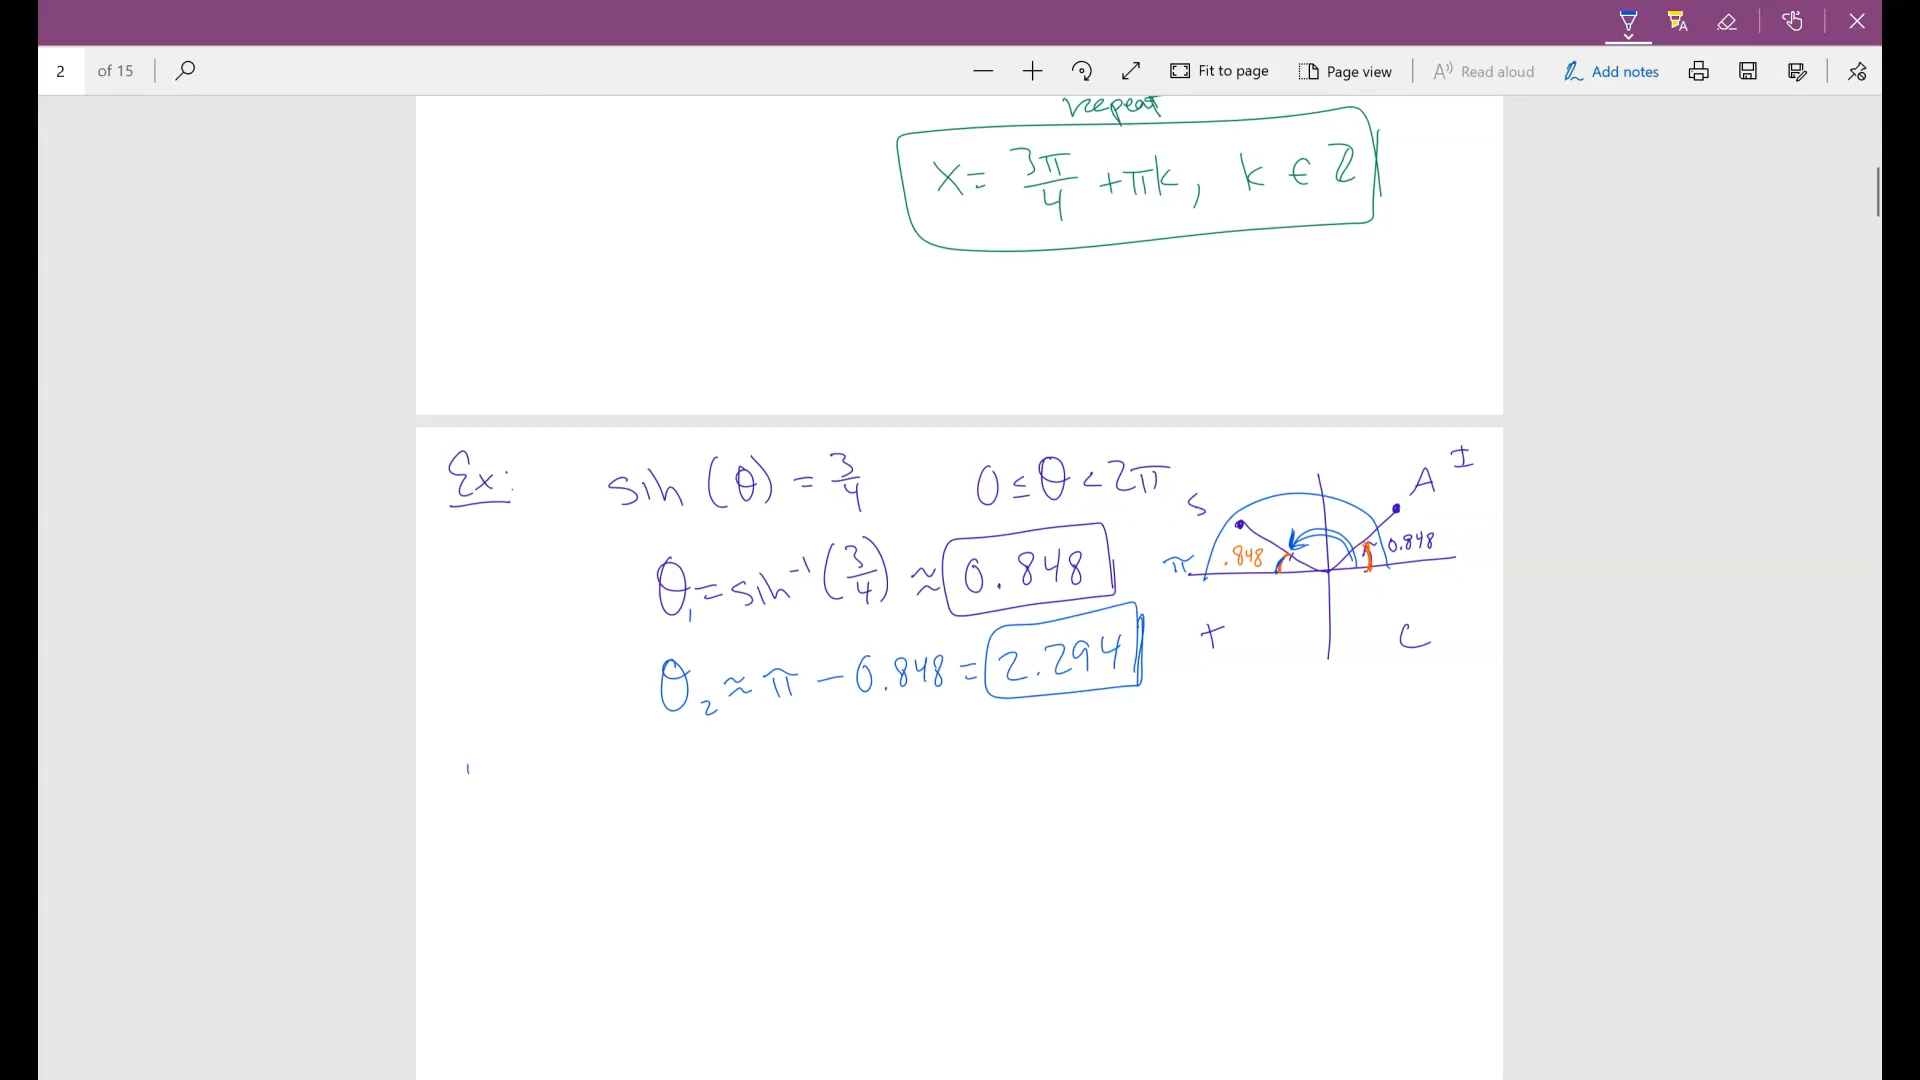 2 of 15 Fit to page Page view Read aloud Add notes
repeat
x = 3π/4 + πk, k ∈ ℤ
Ex: sin(θ) = 3/4 0 ≤ θ < 2π
S A I
θ₁ = sin⁻¹(3/4) ≈ 0.848
π .848 0.848
T C
θ₂ ≈ π − 0.848 = 2.294